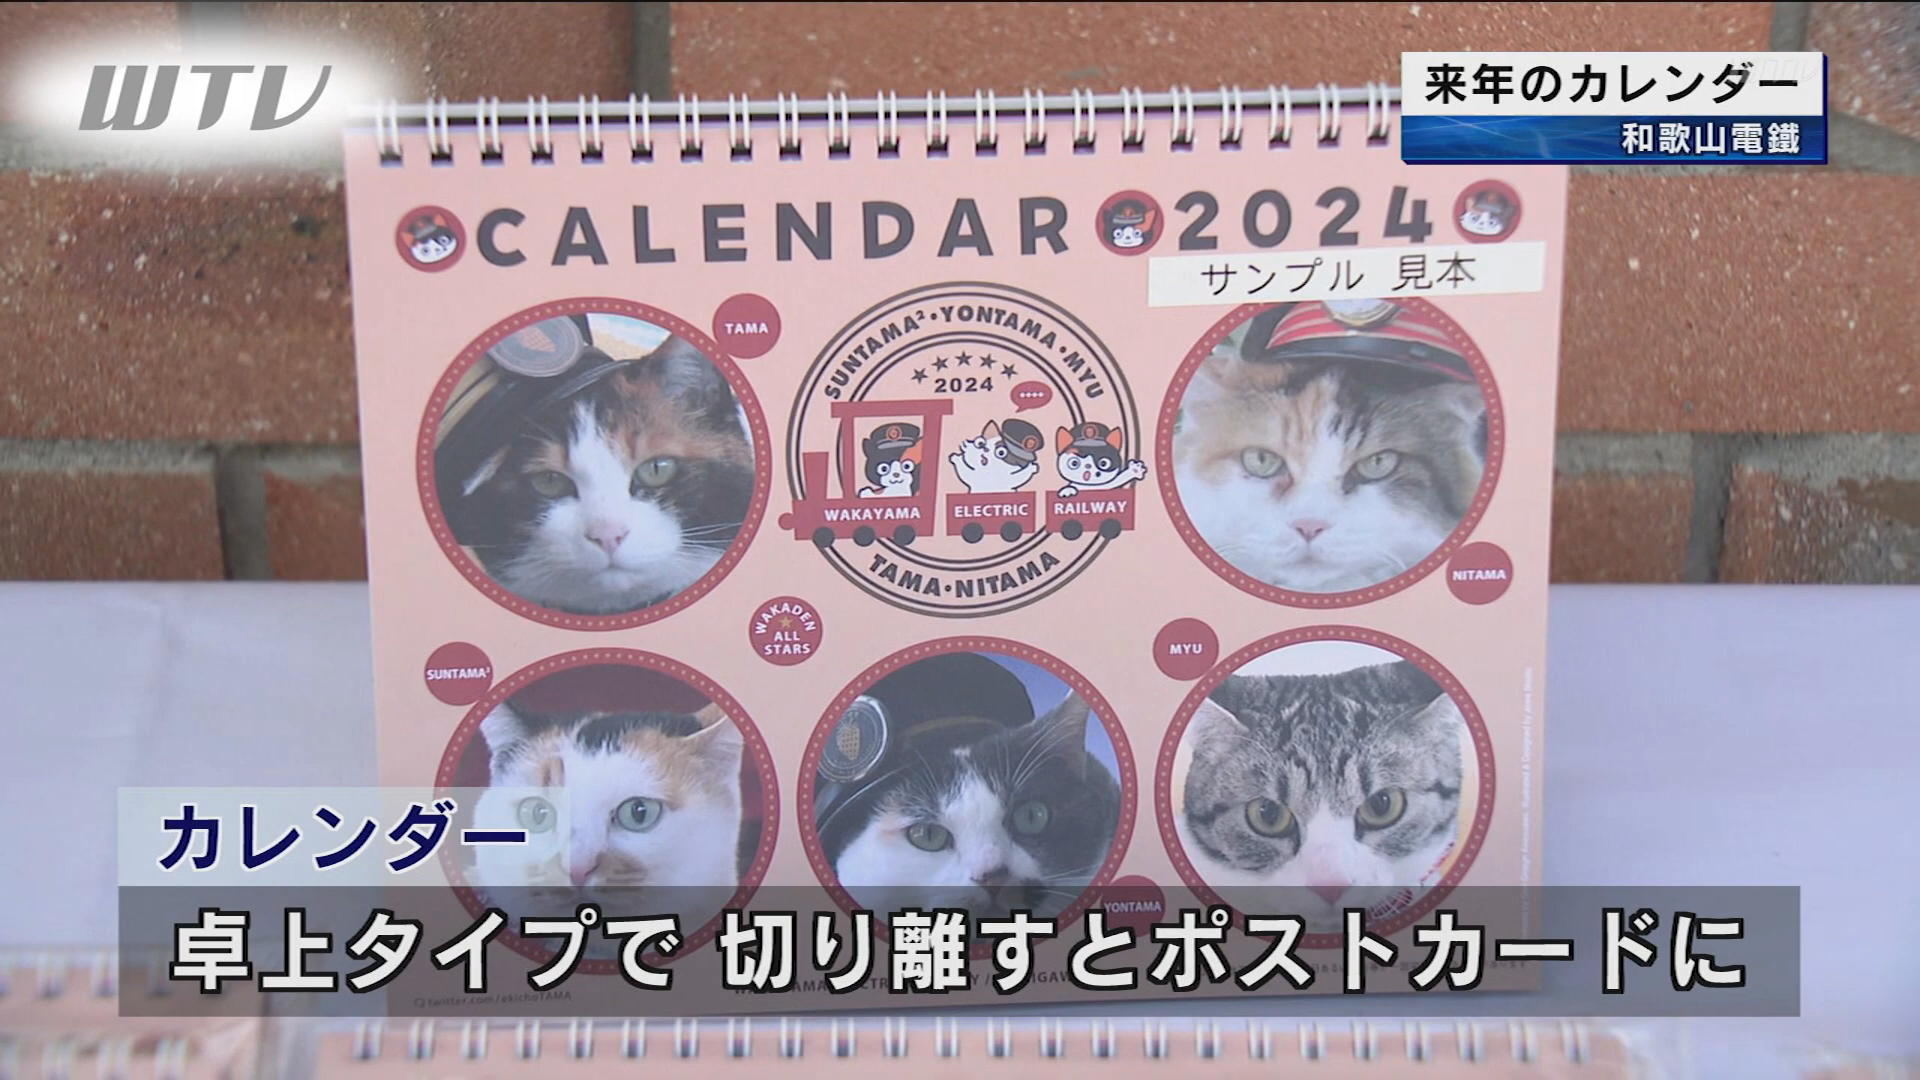 WTV
来年のカレンダー
和歌山電鐵
CALENDAR 2024
サンプル 見本
TAMA
SUNTAMA²・YONTAMA・MYU
2024
WAKAYAMA ELECTRIC RAILWAY
TAMA・NITAMA
NITAMA
WAKADEN
ALL
STARS
SUNTAMA²
MYU
YONTAMA
カレンダー
卓上タイプで 切り離すとポストカードに
twitter.com/ekichoTAMA